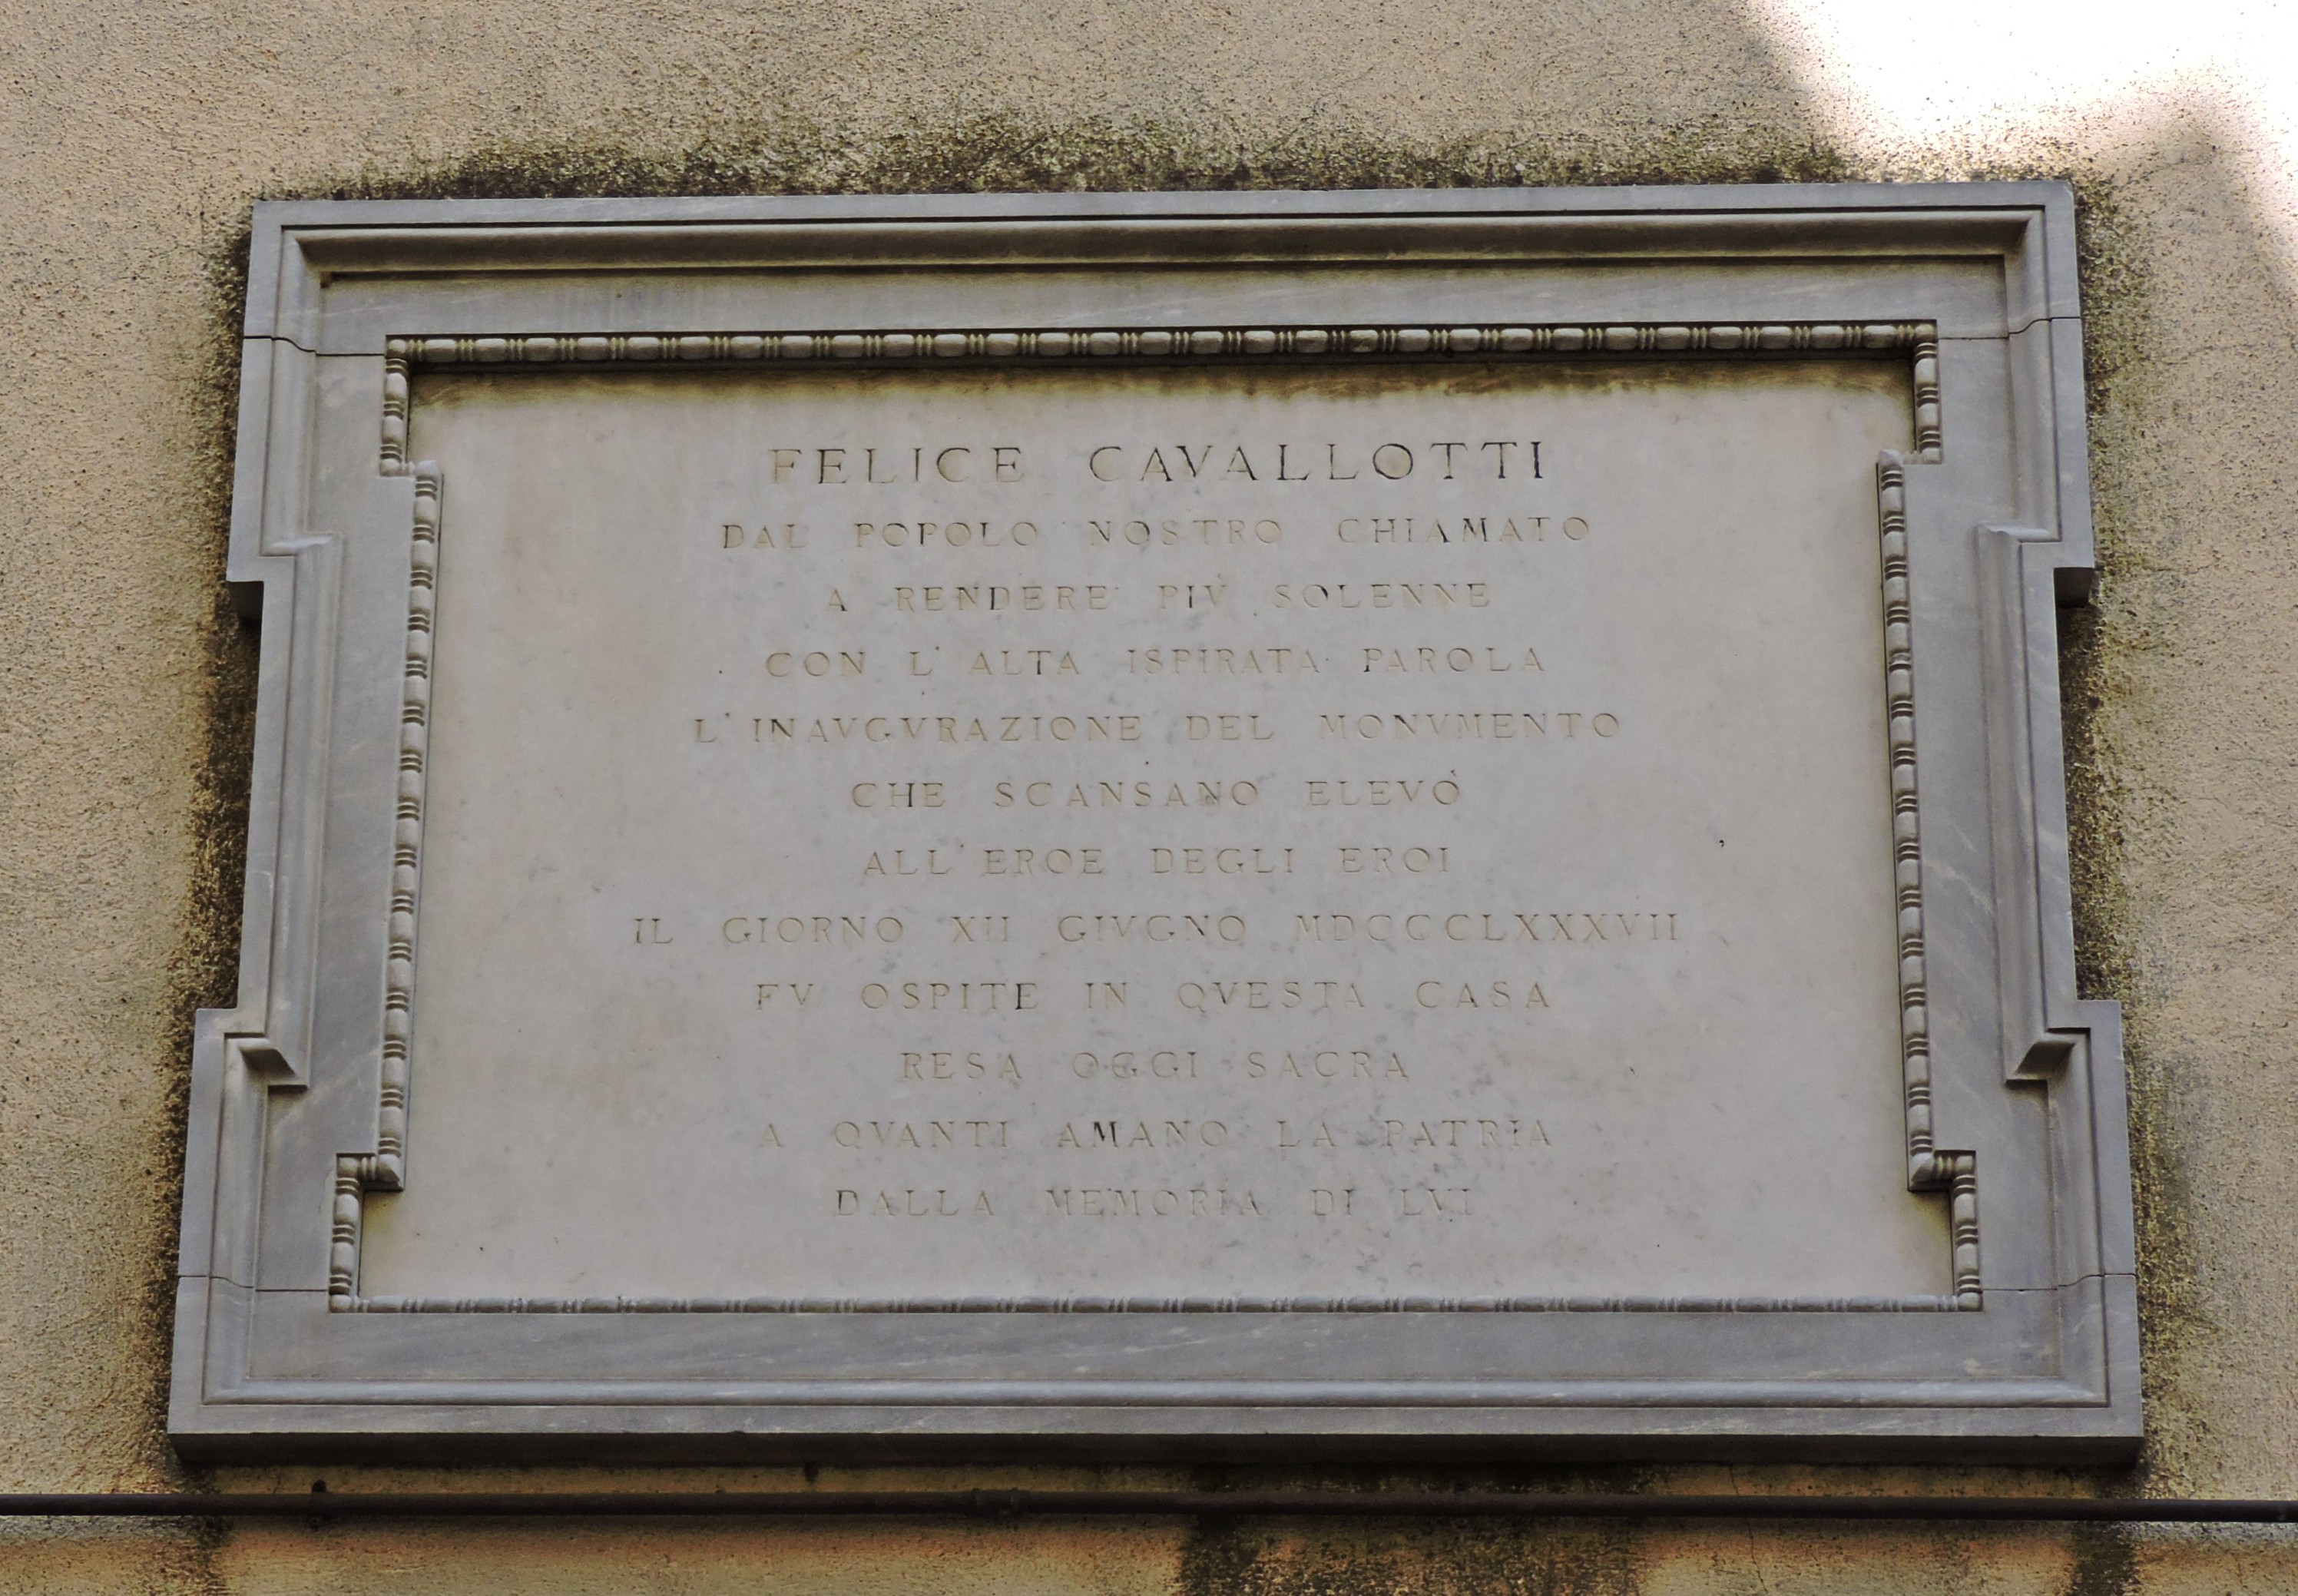 FELICE CAVALLOTTI
DAL POPOLO NOSTRO CHIAMATO
A RENDERE PIV̀ SOLENNE
CON L'ALTA ISPIRATA PAROLA
L'INAVGVRAZIONE DEL MONVMENTO
CHE SCANSANO ELEVÒ
ALL'EROE DEGLI EROI
IL GIORNO XII GIVGNO MDCCCLXXXVII
FV OSPITE IN QVESTA CASA
RESA OGGI SACRA
A QVANTI AMANO LA PATRIA
DALLA MEMORIA DI LVI